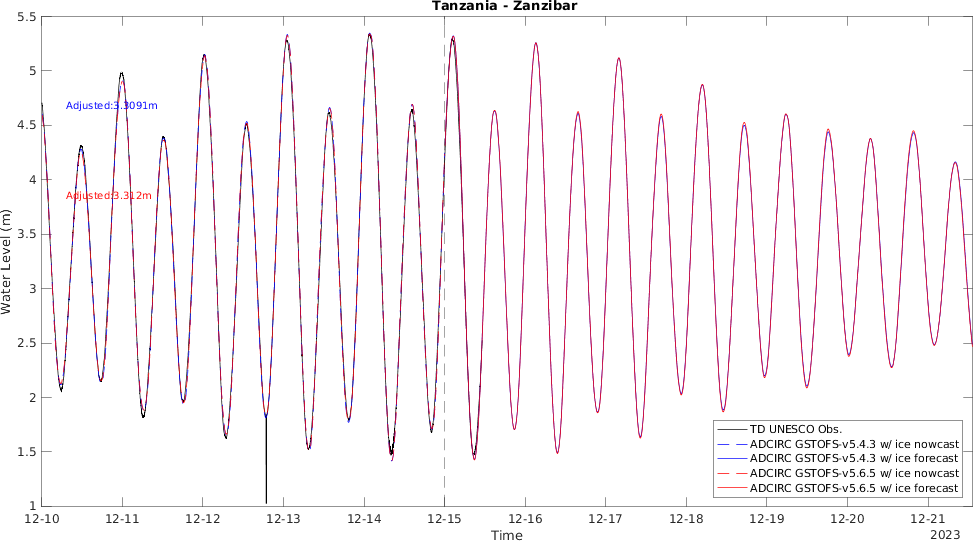 Tanzania - Zanzibar
5.5
5
4.5
4
3.5
3
2.5
2
1.5
1
Water Level (m)
Adjusted:3.3091m
Adjusted:3.312m
TD UNESCO Obs.
ADCIRC GSTOFS-v5.4.3 w/ ice nowcast
ADCIRC GSTOFS-v5.4.3 w/ ice forecast
ADCIRC GSTOFS-v5.6.5 w/ ice nowcast
ADCIRC GSTOFS-v5.6.5 w/ ice forecast
12-10 12-11 12-12 12-13 12-14 12-15 12-16 12-17 12-18 12-19 12-20 12-21
Time
2023